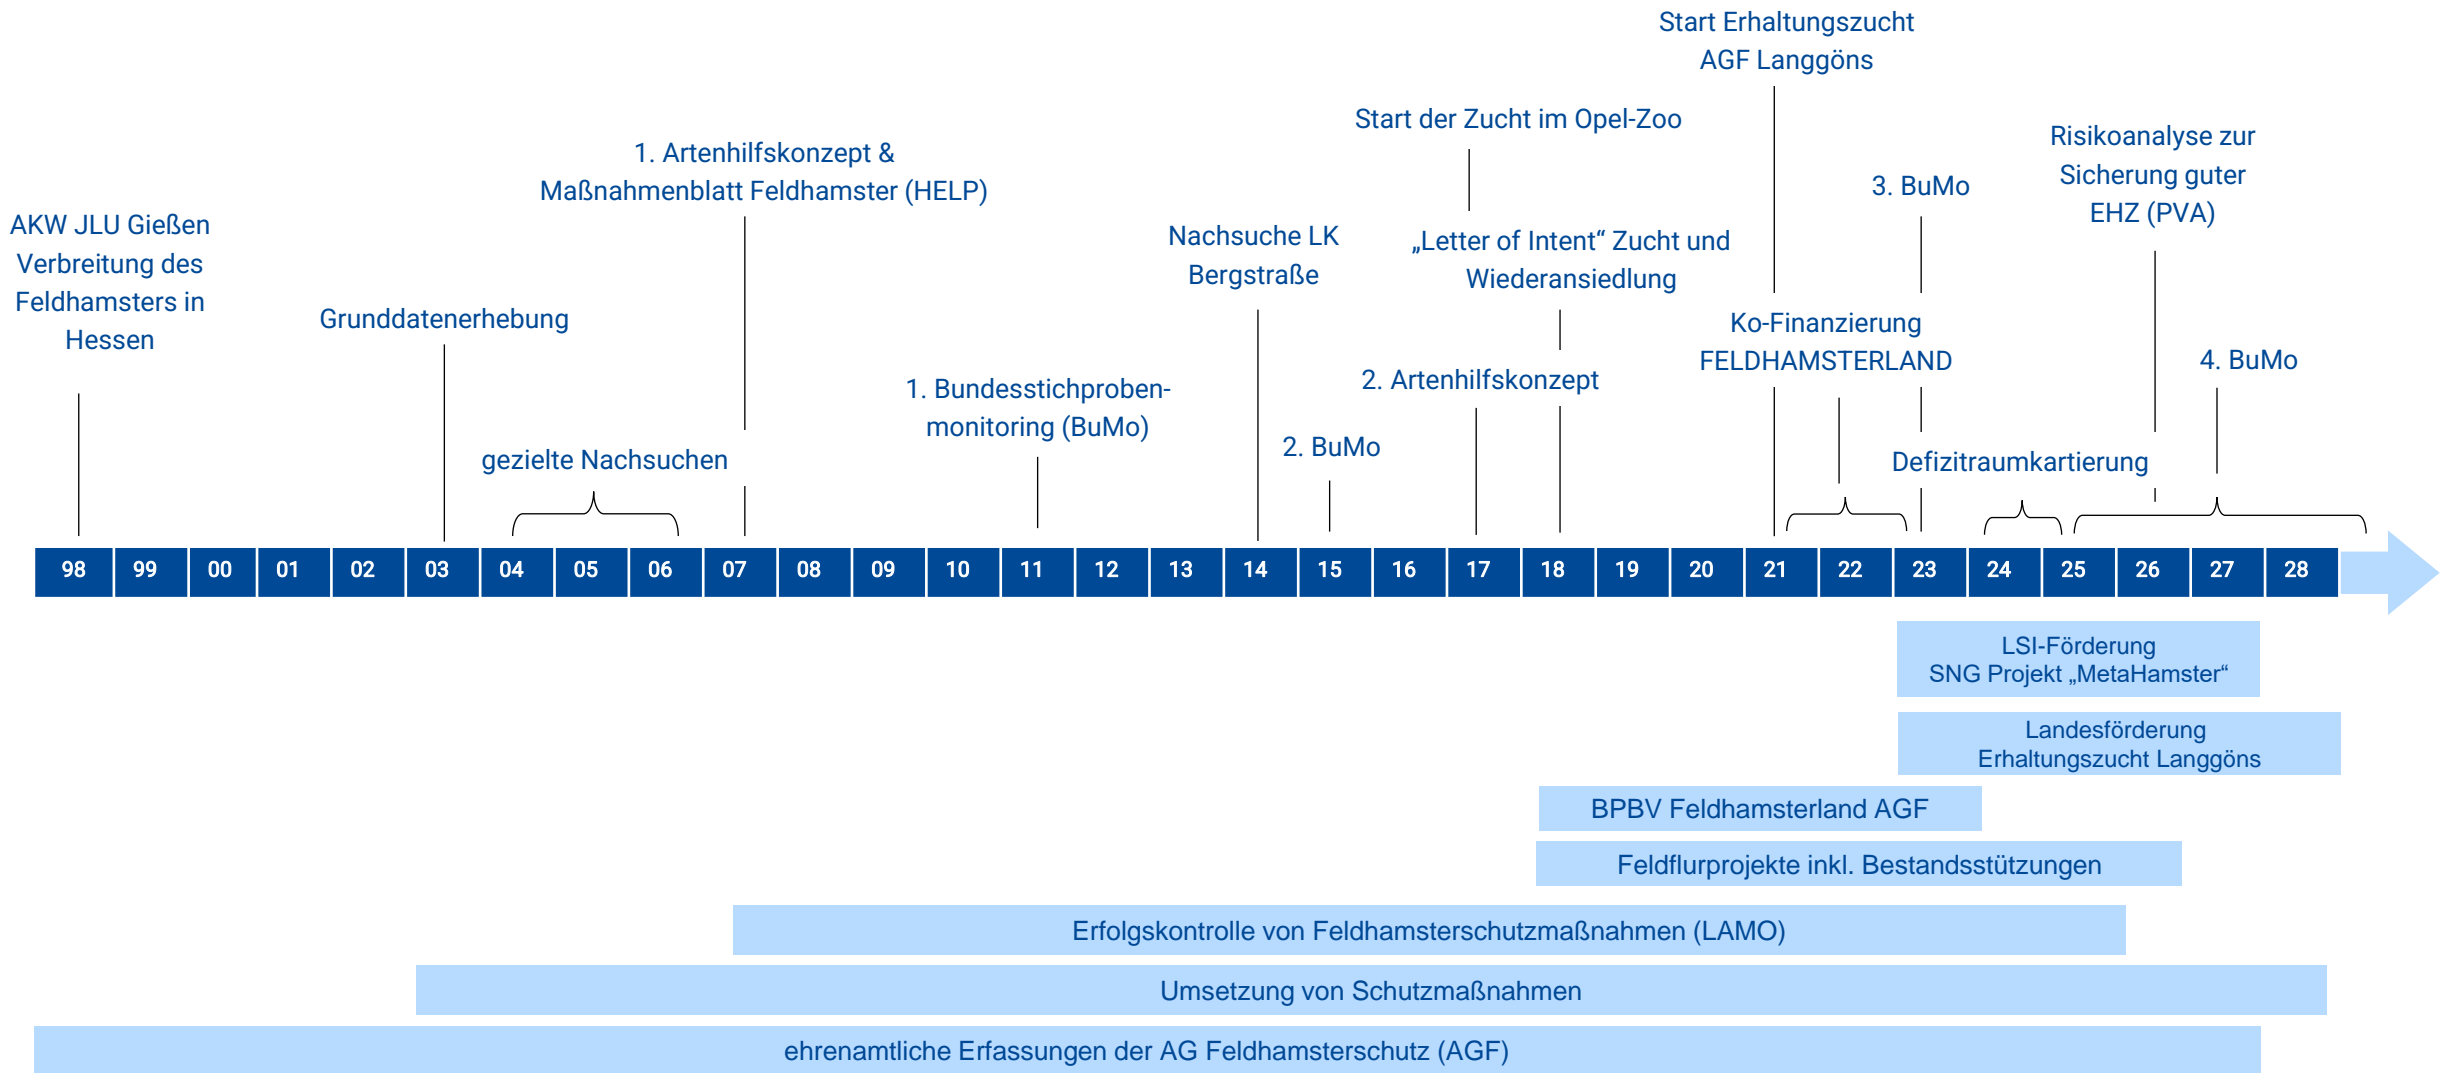 Start Erhaltungszucht
AGF Langgöns
Start der Zucht im Opel-Zoo
1. Artenhilfskonzept &
Maßnahmenblatt Feldhamster (HELP)
Risikoanalyse zur
Sicherung guter
EHZ (PVA)
3. BuMo
AKW JLU Gießen
Verbreitung des
Feldhamsters in
Hessen
Nachsuche LK
Bergstraße
„Letter of Intent“ Zucht und
Wiederansiedlung
Grunddatenerhebung
Ko-Finanzierung
FELDHAMSTERLAND
4. BuMo
1. Bundesstichproben-
monitoring (BuMo)
2. Artenhilfskonzept
2. BuMo
gezielte Nachsuchen
Defizitraumkartierung
98 99 00 01 02 03 04 05 06 07 08 09 10 11 12 13 14 15 16 17 18 19 20 21 22 23 24 25 26 27 28
LSI-Förderung
SNG Projekt „MetaHamster“
Landesförderung
Erhaltungszucht Langgöns
BPBV Feldhamsterland AGF
Feldflurprojekte inkl. Bestandsstützungen
Erfolgskontrolle von Feldhamsterschutzmaßnahmen (LAMO)
Umsetzung von Schutzmaßnahmen
ehrenamtliche Erfassungen der AG Feldhamsterschutz (AGF)